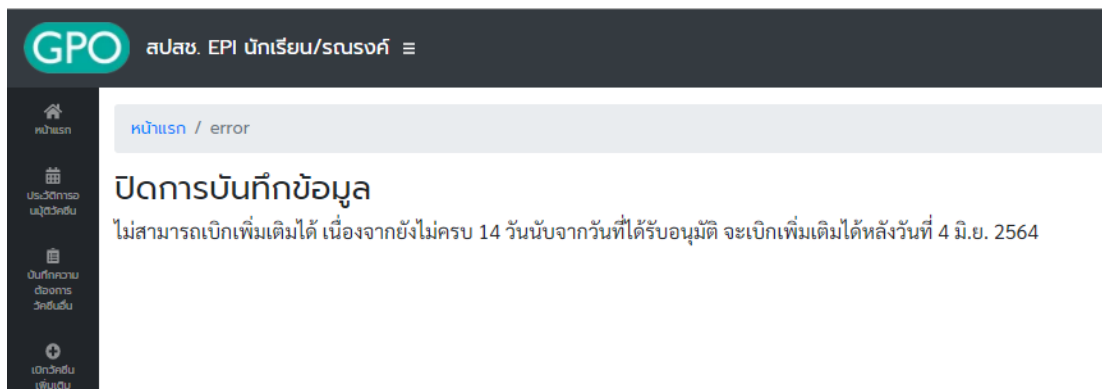 GPO สปสช. EPI นักเรียน/รณรงค์
หน้าแรก
หน้าแรก / error
ประวัติการอ
นุมัติวัคซีน
ปิดการบันทึกข้อมูล
ไม่สามารถเบิกเพิ่มเติมได้ เนื่องจากยังไม่ครบ 14 วันนับจากวันที่ได้รับอนุมัติ จะเบิกเพิ่มเติมได้หลังวันที่ 4 มิ.ย. 2564
บันทึกความ
ต้องการ
วัคซีนอื่น
เบิกวัคซีน
เพิ่มเติม